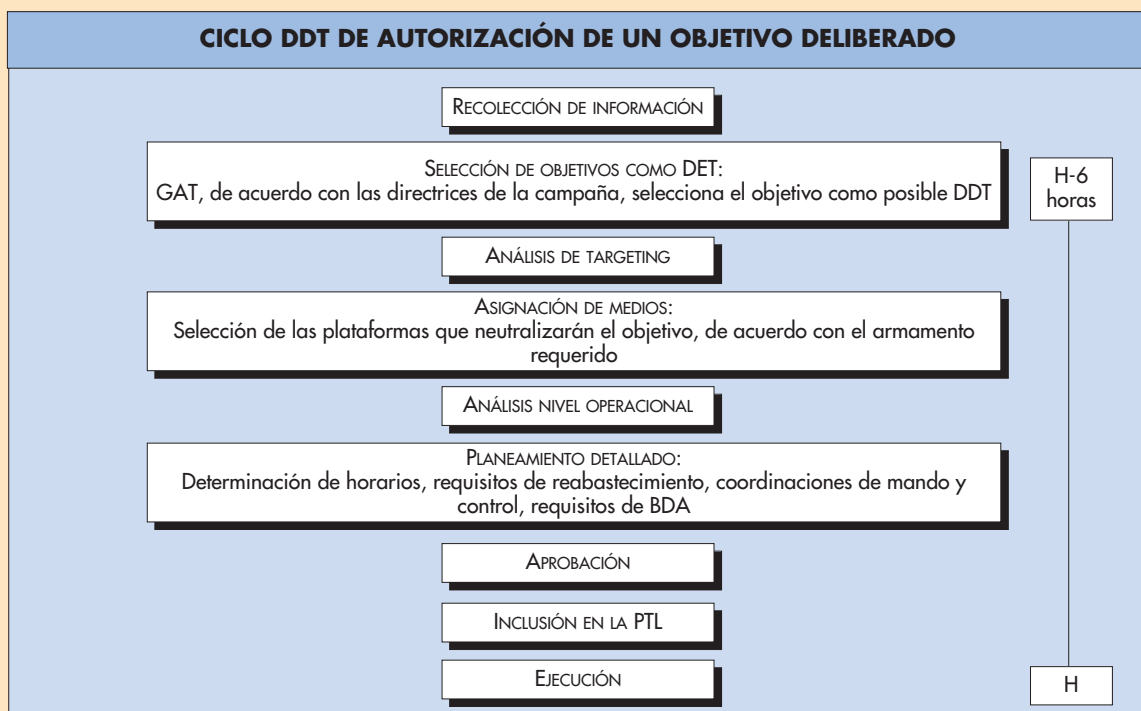 CICLO DDT DE AUTORIZACIÓN DE UN OBJETIVO DELIBERADO
RECOLECCIÓN DE INFORMACIÓN
SELECCIÓN DE OBJETIVOS COMO DET:
GAT, de acuerdo con las directrices de la campaña, selecciona el objetivo como posible DDT
H-6
horas
ANÁLISIS DE TARGETING
ASIGNACIÓN DE MEDIOS:
Selección de las plataformas que neutralizarán el objetivo, de acuerdo con el armamento
requerido
ANÁLISIS NIVEL OPERACIONAL
PLANEAMIENTO DETALLADO:
Determinación de horarios, requisitos de reabastecimiento, coordinaciones de mando y
control, requisitos de BDA
APROBACIÓN
INCLUSIÓN EN LA PTL
EJECUCIÓN
H